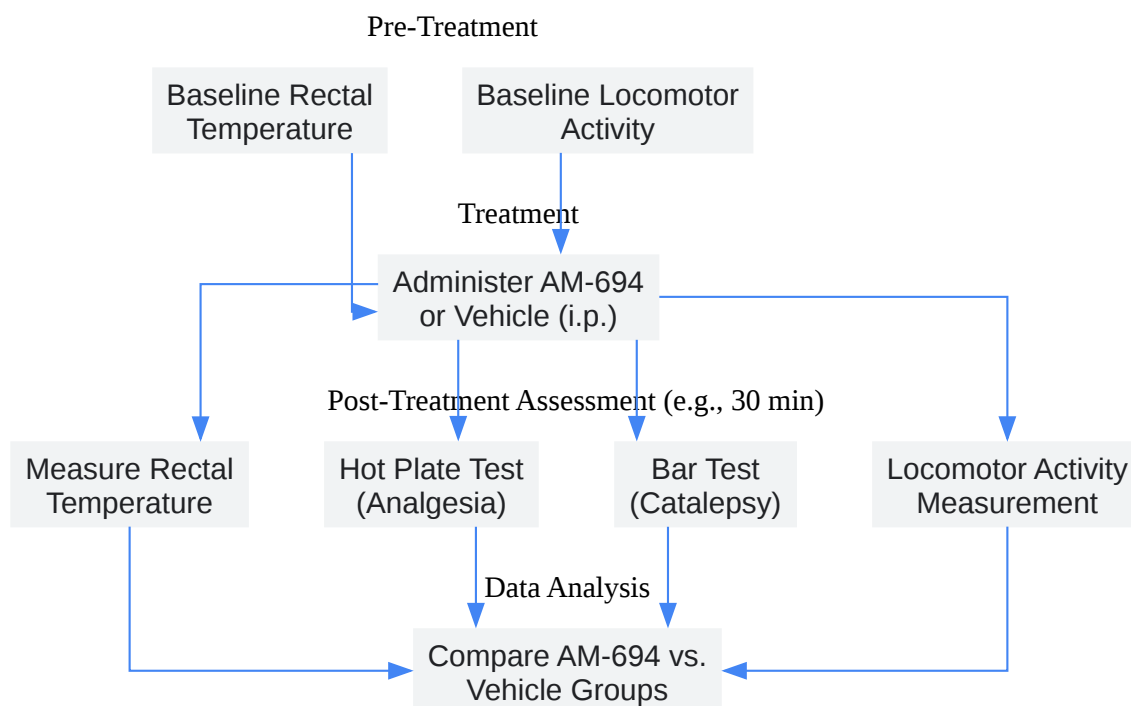 Pre-Treatment
Baseline Rectal
Temperature
Baseline Locomotor
Activity
Treatment
Administer AM-694
or Vehicle (i.p.)
Post-Treatment Assessment (e.g., 30 min)
Measure Rectal
Temperature
Hot Plate Test
(Analgesia)
Bar Test
(Catalepsy)
Locomotor Activity
Measurement
Data Analysis
Compare AM-694 vs.
Vehicle Groups